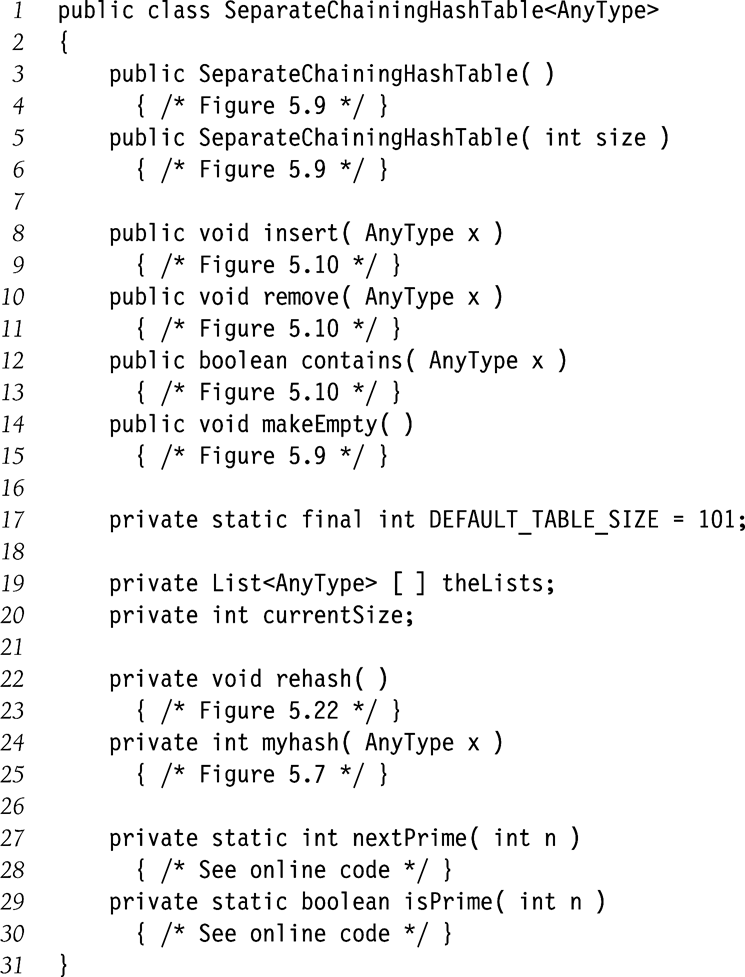 1 public class SeparateChainingHashTable<AnyType>
2 {
3     public SeparateChainingHashTable( )
4       { /* Figure 5.9 */ }
5     public SeparateChainingHashTable( int size )
6       { /* Figure 5.9 */ }
7
8     public void insert( AnyType x )
9       { /* Figure 5.10 */ }
10     public void remove( AnyType x )
11       { /* Figure 5.10 */ }
12     public boolean contains( AnyType x )
13       { /* Figure 5.10 */ }
14     public void makeEmpty( )
15       { /* Figure 5.9 */ }
16
17     private static final int DEFAULT_TABLE_SIZE = 101;
18
19     private List<AnyType> [ ] theLists;
20     private int currentSize;
21
22     private void rehash( )
23       { /* Figure 5.22 */ }
24     private int myhash( AnyType x )
25       { /* Figure 5.7 */ }
26
27     private static int nextPrime( int n )
28       { /* See online code */ }
29     private static boolean isPrime( int n )
30       { /* See online code */ }
31 }